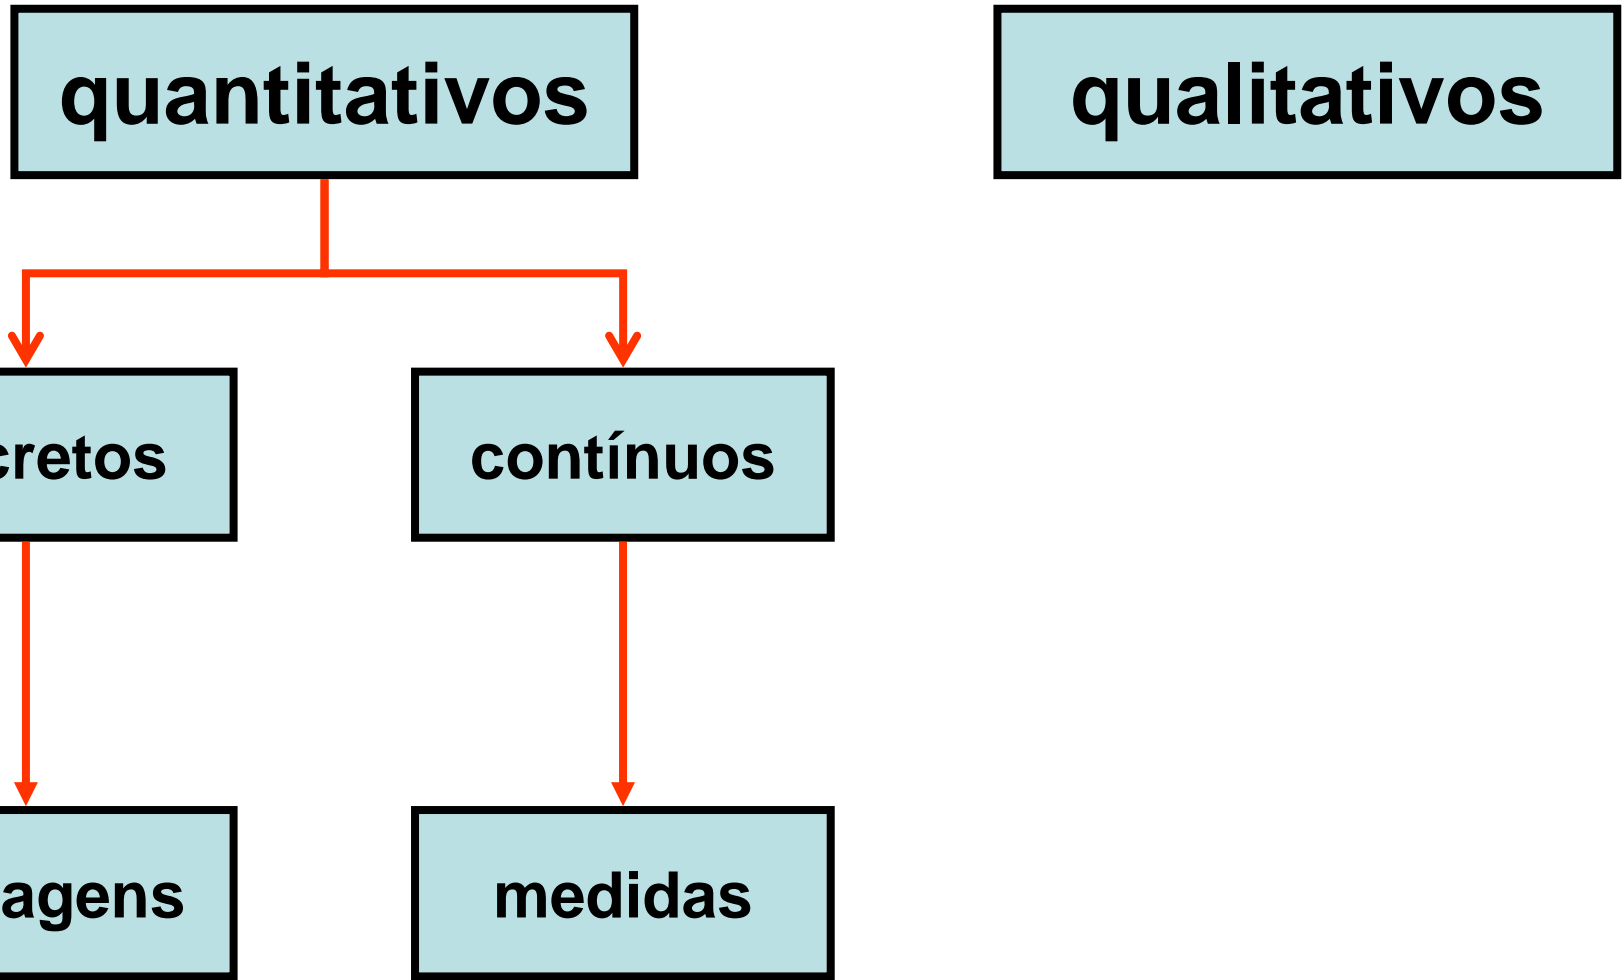 quantitativos
qualitativos
cretos
contínuos
agens
medidas